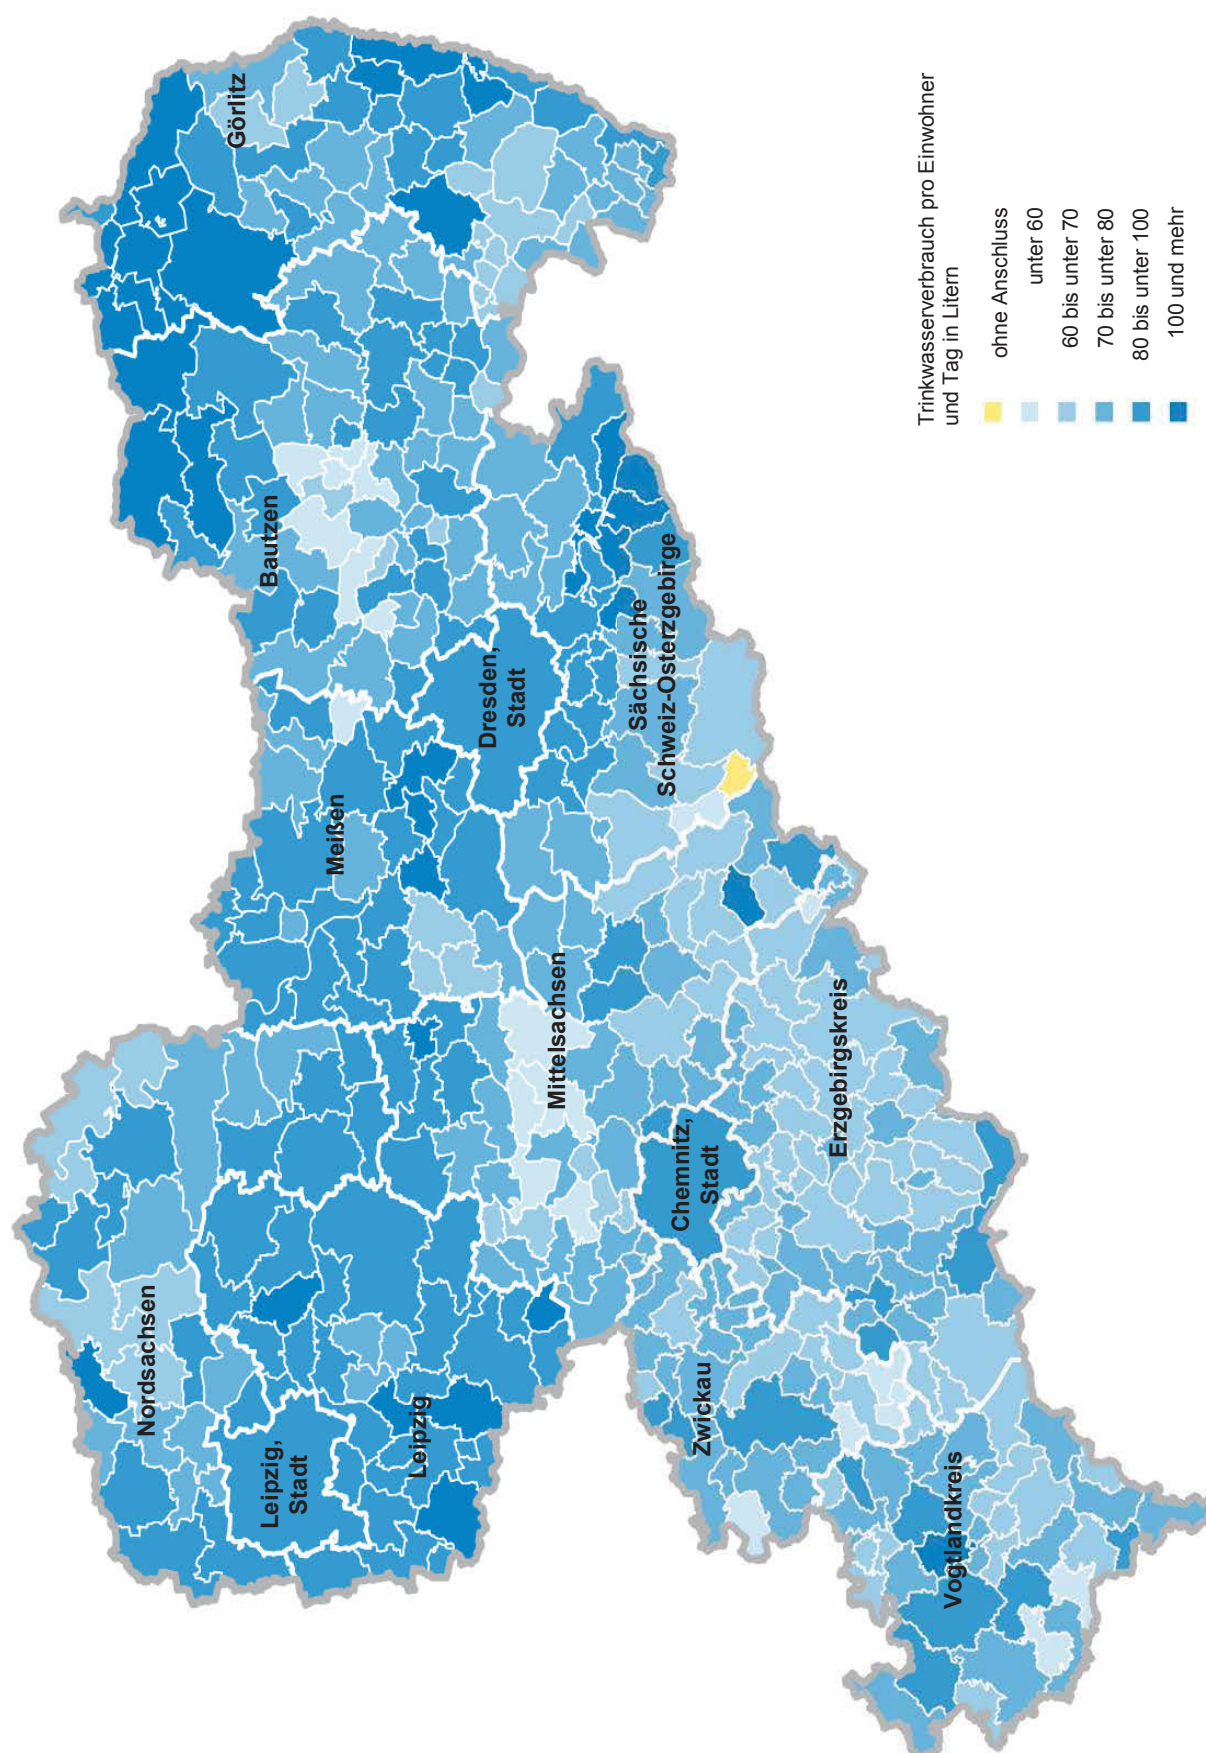 Nordsachsen
Leipzig,
Stadt
Leipzig
Meißen
Bautzen
Görlitz
Dresden,
Stadt
Sächsische
Schweiz-Osterzgebirge
Mittelsachsen
Chemnitz,
Stadt
Zwickau
Erzgebirgskreis
Vogtlandkreis
Trinkwasserverbrauch pro Einwohner
und Tag in Litern
ohne Anschluss
unter 60
60 bis unter 70
70 bis unter 80
80 bis unter 100
100 und mehr